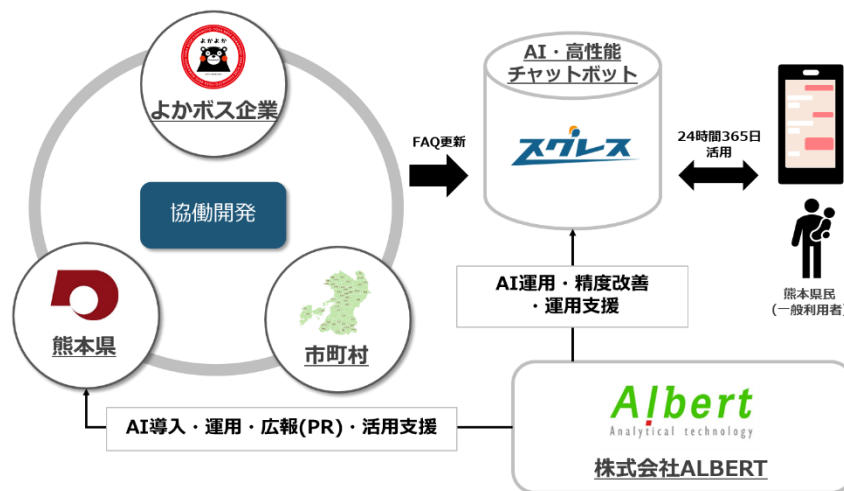 よかよか
よかボス企業
協働開発
熊本県
市町村
FAQ更新
AI・高性能
チャットボット
スグレス
24時間365日
活用
熊本県民
(一般利用者)
AI運用・精度改善
・運用支援
AI導入・運用・広報(PR)・活用支援
Albert
Analytical technology
株式会社ALBERT